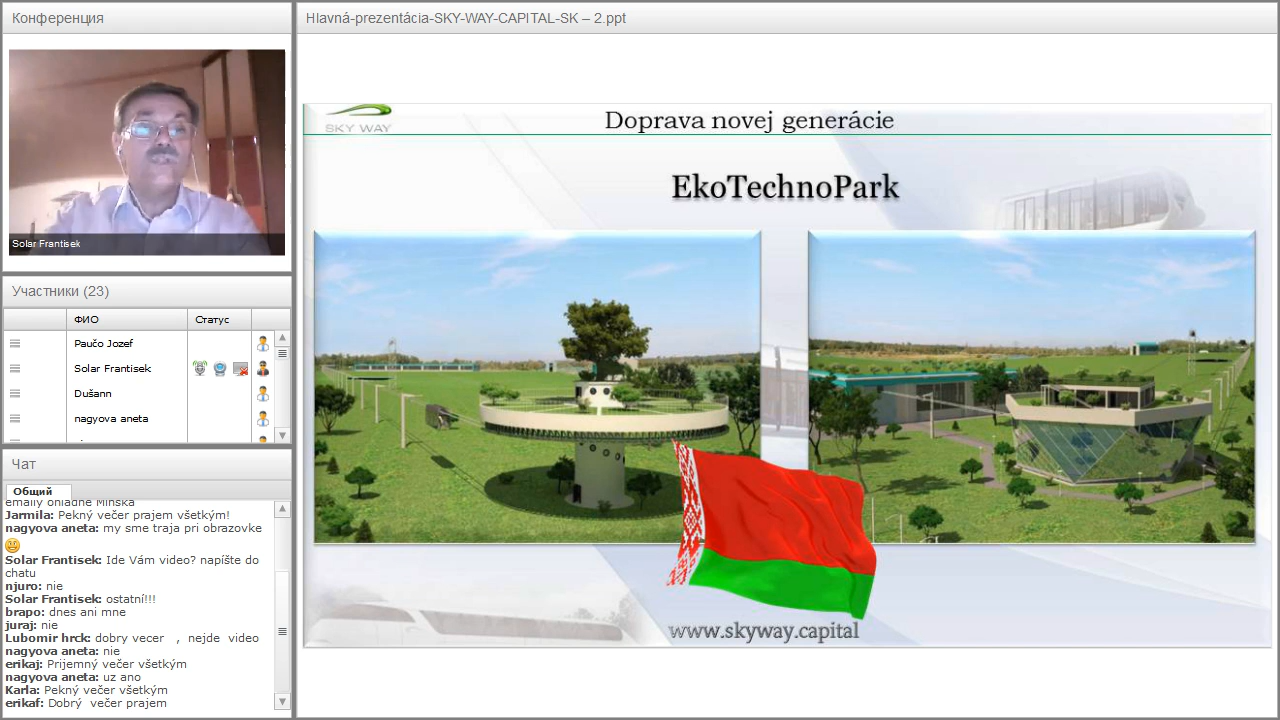 Конференция
Solar Frantisek
Участники (23)
ФИО Статус
Paučo Jozef
Solar Frantisek
Dušann
nagyova aneta
Чат
Общий
emaily ohladne Minska
Jarmila: Pekný večer prajem všetkým!
nagyova aneta: my sme traja pri obrazovke
Solar Frantisek: Ide Vám video? napíšte do
chatu
njuro: nie
Solar Frantisek: ostatní!!!
brapo: dnes ani mne
juraj: nie
Lubomir hrck: dobry vecer , nejde video
nagyova aneta: nie
erikaj: Prijemný večer všetkým
nagyova aneta: uz ano
Karla: Pekný večer všetkým
erikaf: Dobrý večer prajem
Hlavná-prezentácia-SKY-WAY-CAPITAL-SK – 2.ppt
SKY WAY
Doprava novej generácie
EkoTechnoPark
www.skyway.capital